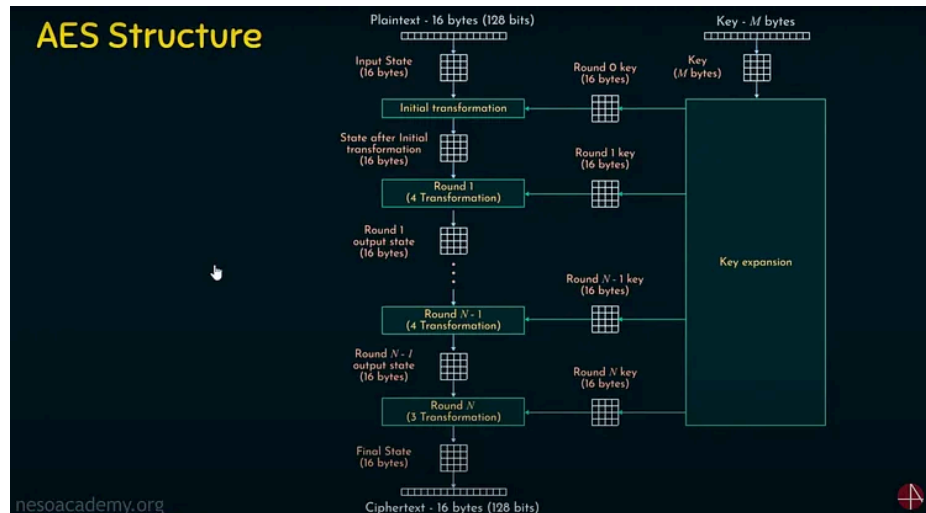 AES Structure
Plaintext - 16 bytes (128 bits)
Key - M bytes
Input State
(16 bytes)
Round 0 key
(16 bytes)
Key
(M bytes)
Initial transformation
State after Initial
transformation
(16 bytes)
Round 1 key
(16 bytes)
Round 1
(4 Transformation)
Round 1
output state
(16 bytes)
Key expansion
Round N - 1 key
(16 bytes)
Round N - 1
(4 Transformation)
Round N - 1
output state
(16 bytes)
Round N key
(16 bytes)
Round N
(3 Transformation)
Final State
(16 bytes)
nesoacademy.org
Ciphertext - 16 bytes (128 bits)